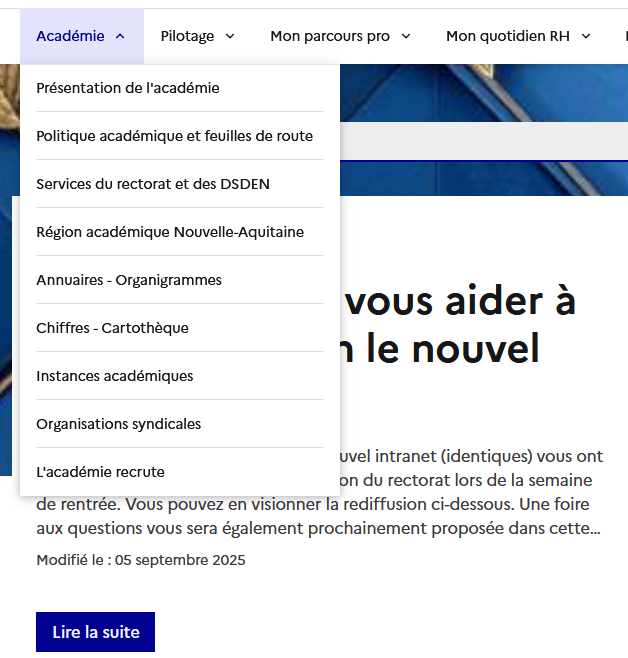 Académie
Pilotage
Mon parcours pro
Mon quotidien RH
Présentation de l'académie
Politique académique et feuilles de route
Services du rectorat et des DSDEN
Région académique Nouvelle-Aquitaine
Annuaires - Organigrammes
Chiffres - Cartothèque
Instances académiques
Organisations syndicales
L'académie recrute
vous aider à
le nouvel
intranet (identiques) vous ont
du rectorat lors de la semaine
de rentrée. Vous pouvez en visionner la rediffusion ci-dessous. Une foire
aux questions vous sera également prochainement proposée dans cette...
Modifié le : 05 septembre 2025
Lire la suite